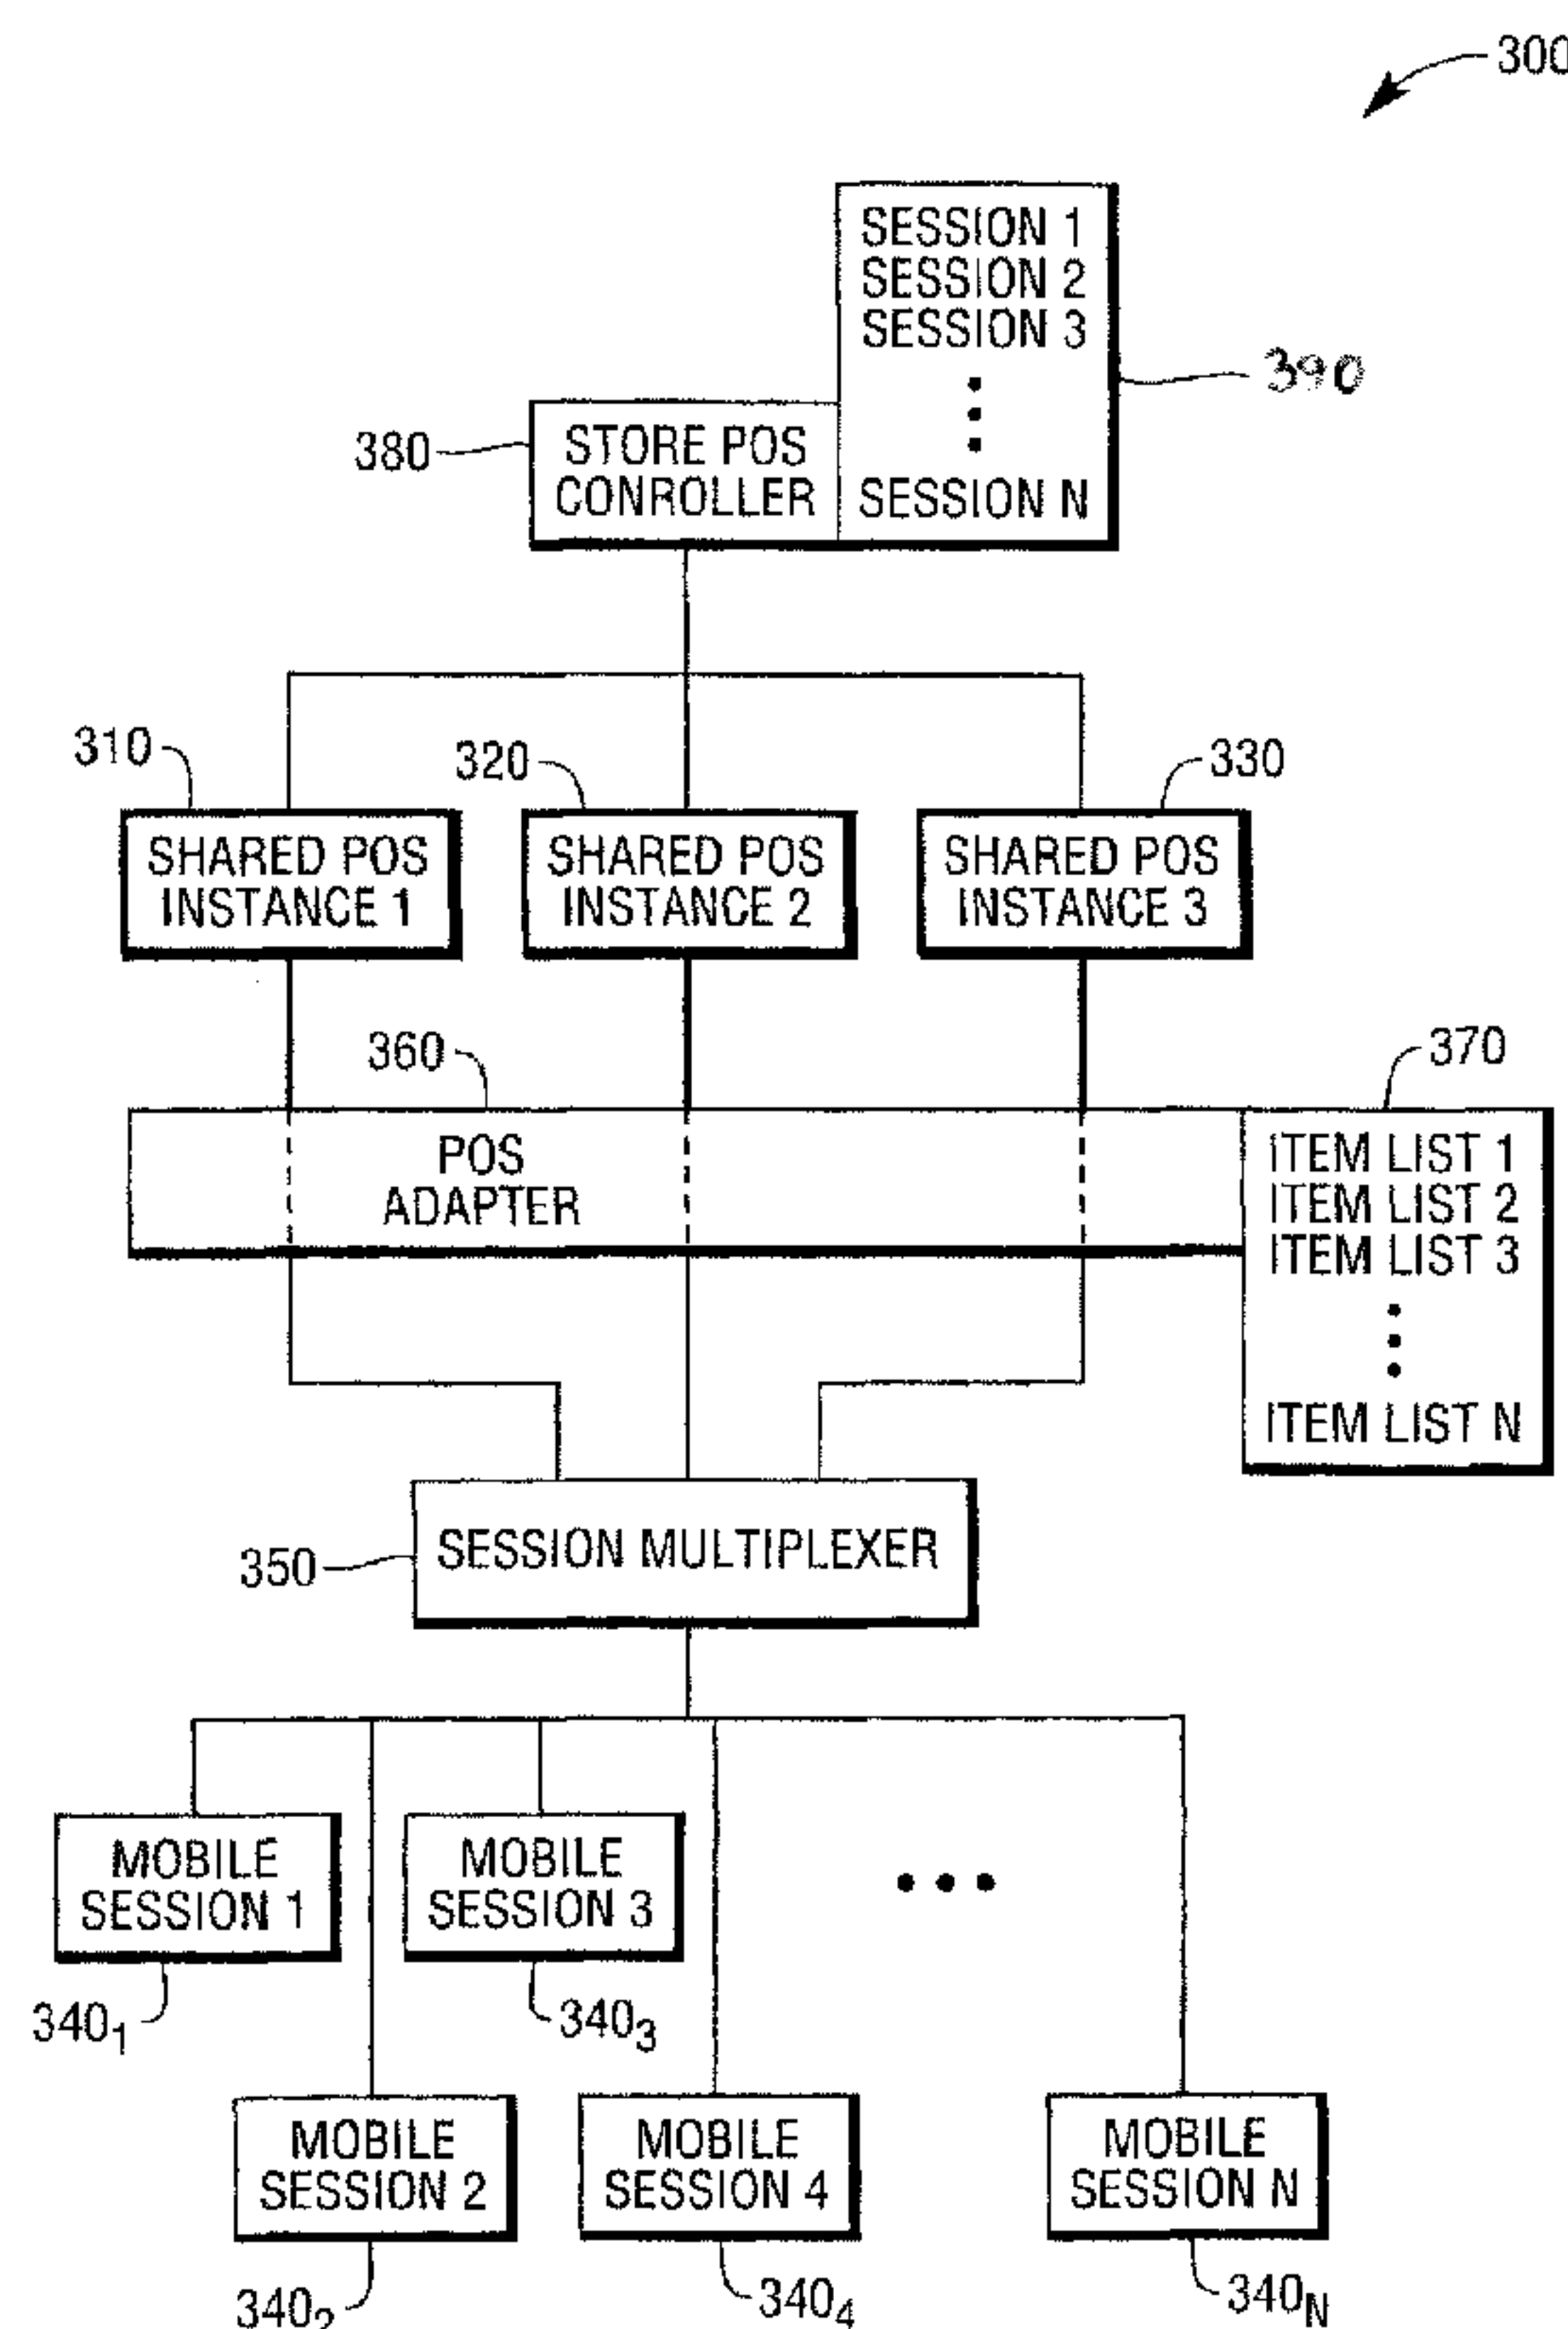 300
SESSION 1
SESSION 2
SESSION 3
SESSION N
390
380
STORE POS
CONROLLER
310
320
330
SHARED POS
INSTANCE 1
SHARED POS
INSTANCE 2
SHARED POS
INSTANCE 3
360
370
POS
ADAPTER
ITEM LIST 1
ITEM LIST 2
ITEM LIST 3
ITEM LIST N
350
SESSION MULTIPLEXER
MOBILE
SESSION 1
MOBILE
SESSION 3
340₁
340₃
MOBILE
SESSION 2
MOBILE
SESSION 4
MOBILE
SESSION N
340₂
340₄
340N